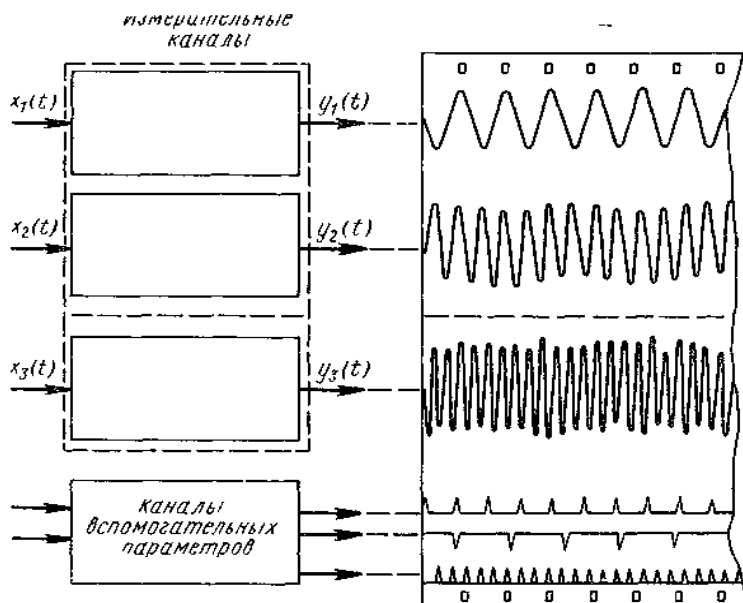 измерительные
каналы
x₁(t)
y₁(t)
x₂(t)
y₂(t)
x₃(t)
y₃(t)
Каналы
вспомогательных
параметров